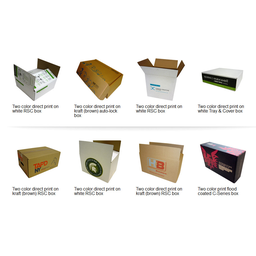 Two color direct print on
white RSC box
Two color direct print on
kraft (brown) auto-lock
box
Two color direct print on
white RSC box
Two color direct print on
white Tray & Cover box
Two color direct print on
kraft (brown) RSC box
Two color direct print on
white RSC box
Two color direct print on
kraft (brown) RSC box
Two color print flood
coated C-Series box